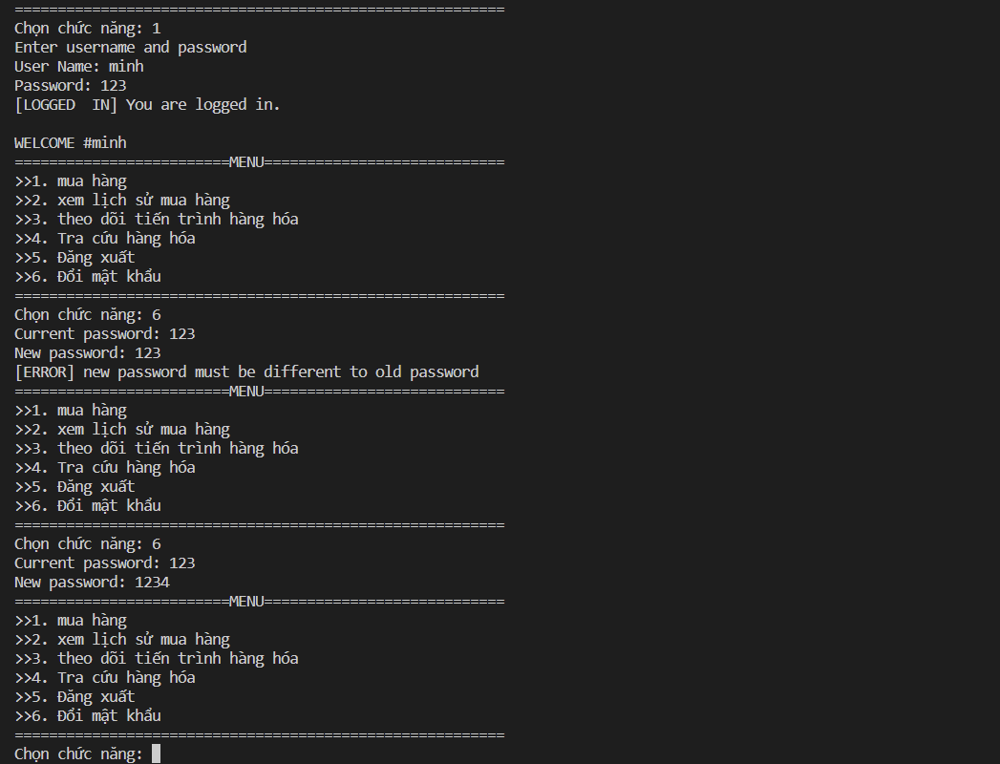 =========================================================
Chọn chức năng: 1
Enter username and password
User Name: minh
Password: 123
[LOGGED  IN] You are logged in.

WELCOME #minh
=========================MENU============================
>>1. mua hàng
>>2. xem lịch sử mua hàng
>>3. theo dõi tiến trình hàng hóa
>>4. Tra cứu hàng hóa
>>5. Đăng xuất
>>6. Đổi mật khẩu
=========================================================
Chọn chức năng: 6
Current password: 123
New password: 123
[ERROR] new password must be different to old password
=========================MENU============================
>>1. mua hàng
>>2. xem lịch sử mua hàng
>>3. theo dõi tiến trình hàng hóa
>>4. Tra cứu hàng hóa
>>5. Đăng xuất
>>6. Đổi mật khẩu
=========================================================
Chọn chức năng: 6
Current password: 123
New password: 1234
=========================MENU============================
>>1. mua hàng
>>2. xem lịch sử mua hàng
>>3. theo dõi tiến trình hàng hóa
>>4. Tra cứu hàng hóa
>>5. Đăng xuất
>>6. Đổi mật khẩu
=========================================================
Chọn chức năng: